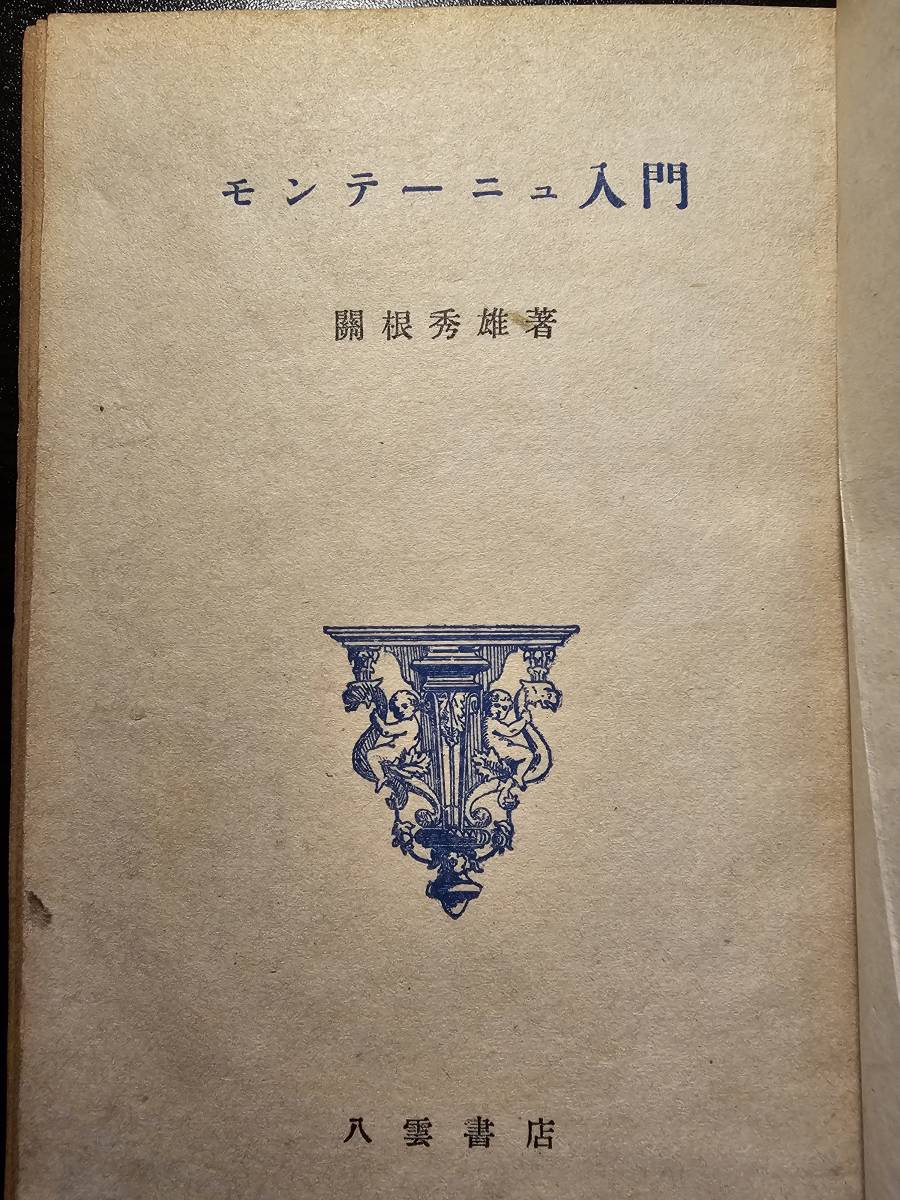 モンテーニュ入門
關根秀雄著
八雲書店